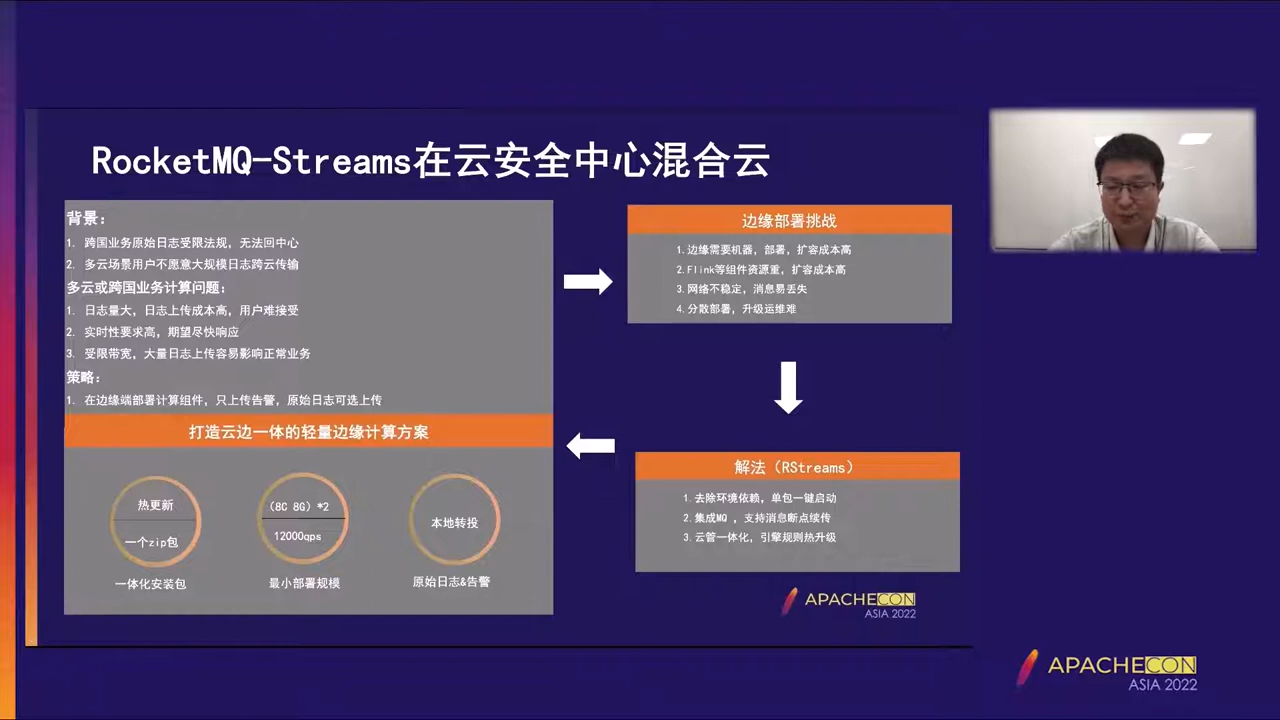 RocketMQ-Streams在云安全中心混合云
背景：
1. 跨国业务原始日志受限法规，无法回中心
2. 多云场景用户不愿意大规模日志跨云传输
多云或跨国业务计算问题：
1. 日志量大，日志上传成本高，用户难接受
2. 实时性要求高，期望尽快响应
3. 受限带宽，大量日志上传容易影响正常业务
策略：
1. 在边缘端部署计算组件，只上传告警，原始日志可选上传
打造云边一体的轻量边缘计算方案
热更新
一个zip包
一体化安装包
（8C 8G）*2
12000qps
最小部署规模
本地转投
原始日志&告警
边缘部署挑战
1.边缘需要机器，部署，扩容成本高
2.Flink等组件资源重，扩容成本高
3.网络不稳定，消息易丢失
4.分散部署，升级运维难
解法（RStreams）
1.去除环境依赖，单包一键启动
2.集成MQ ，支持消息断点续传
3.云管一体化，引擎规则热升级
APACHECON
ASIA 2022
APACHECON
ASIA 2022